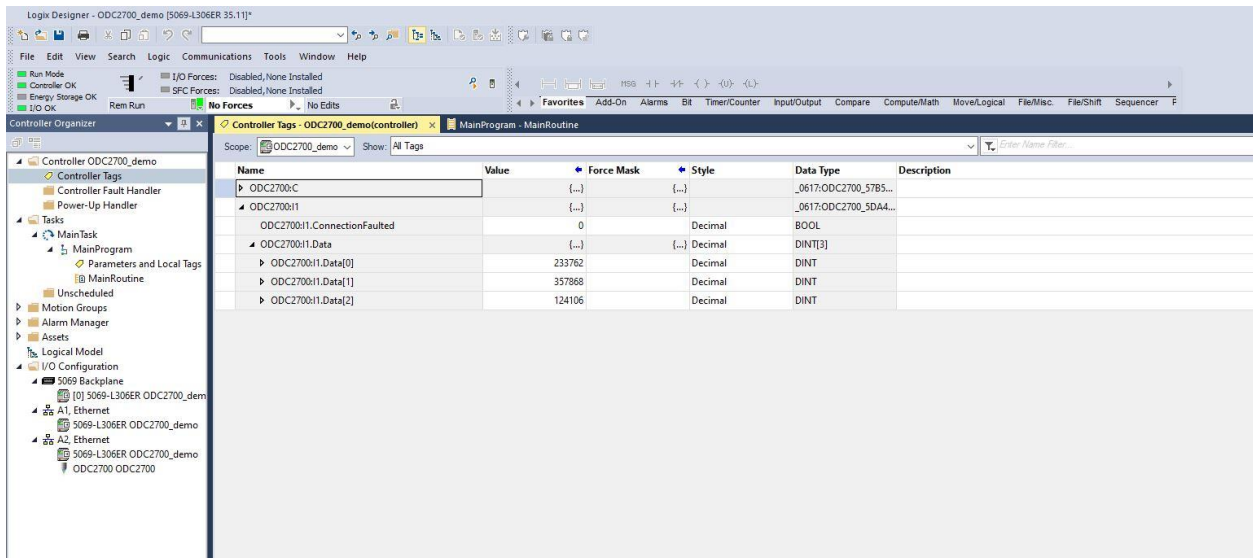 Logix Designer - ODC2700_demo [5069-L306ER 35.11]*
File Edit View Search Logic Communications Tools Window Help
Run Mode
Controller OK
Energy Storage OK
I/O OK
Rem Run
I/O Forces: Disabled,None Installed
SFC Forces: Disabled,None Installed
No Forces
No Edits
MSG
Favorites Add-On Alarms Bit Timer/Counter Input/Output Compare Compute/Math Move/Logical File/Misc. File/Shift Sequencer
Controller Organizer
Controller ODC2700_demo
Controller Tags
Controller Fault Handler
Power-Up Handler
Tasks
MainTask
MainProgram
Parameters and Local Tags
MainRoutine
Unscheduled
Motion Groups
Alarm Manager
Assets
Logical Model
I/O Configuration
5069 Backplane
[0] 5069-L306ER ODC2700_dem
A1, Ethernet
5069-L306ER ODC2700_demo
A2, Ethernet
5069-L306ER ODC2700_demo
ODC2700 ODC2700
Controller Tags - ODC2700_demo(controller) MainProgram - MainRoutine
Scope: ODC2700_demo Show: All Tags Enter Name Filter...
Name Value Force Mask Style Data Type Description
ODC2700:C {...} {...} _0617:ODC2700_57B5...
ODC2700:I1 {...} {...} _0617:ODC2700_5DA4...
ODC2700:I1.ConnectionFaulted 0 Decimal BOOL
ODC2700:I1.Data {...} {...} Decimal DINT[3]
ODC2700:I1.Data[0] 233762 Decimal DINT
ODC2700:I1.Data[1] 357868 Decimal DINT
ODC2700:I1.Data[2] 124106 Decimal DINT